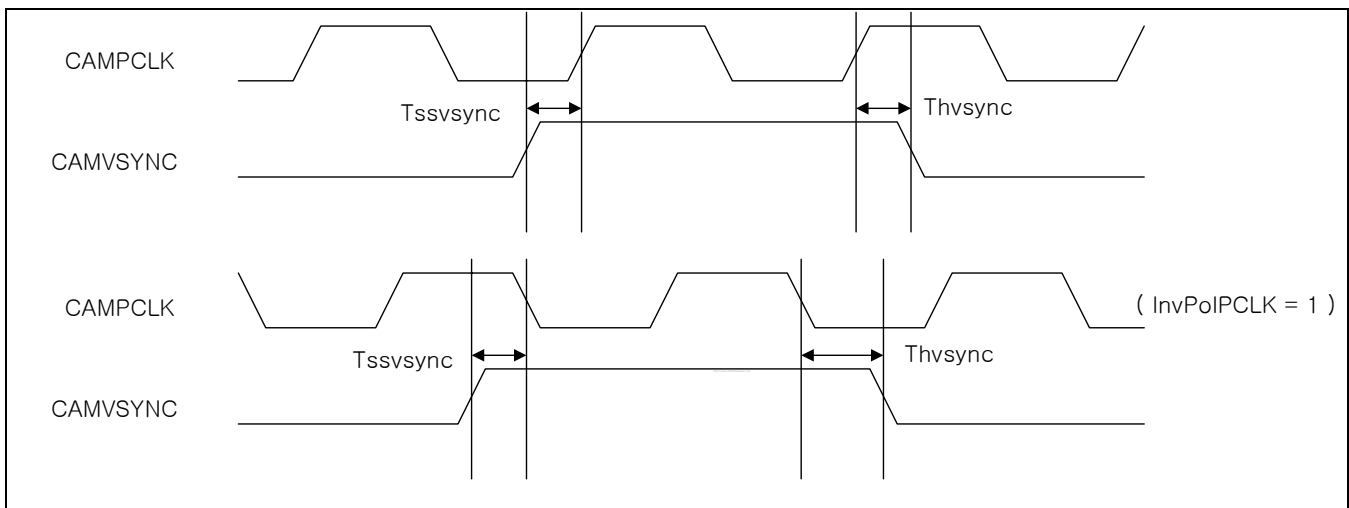 CAMPCLK
Tssvsync
Thvsync
CAMVSYNC
CAMPCLK
( InvPolPCLK = 1 )
Tssvsync
Thvsync
CAMVSYNC